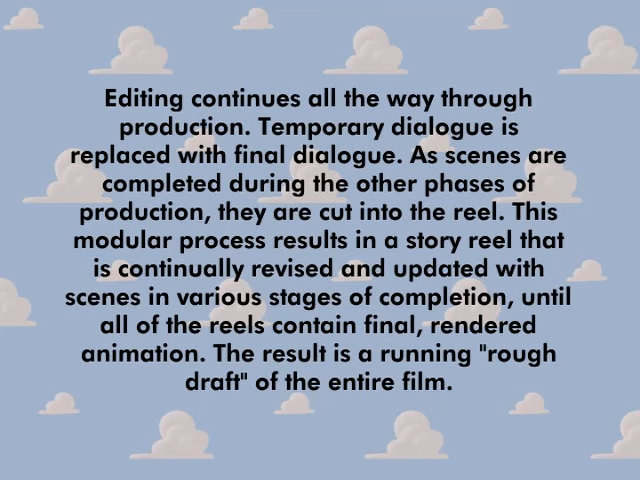 Editing continues all the way through
production. Temporary dialogue is
replaced with final dialogue. As scenes are
completed during the other phases of
production, they are cut into the reel. This
modular process results in a story reel that
is continually revised and updated with
scenes in various stages of completion, until
all of the reels contain final, rendered
animation. The result is a running "rough
draft" of the entire film.